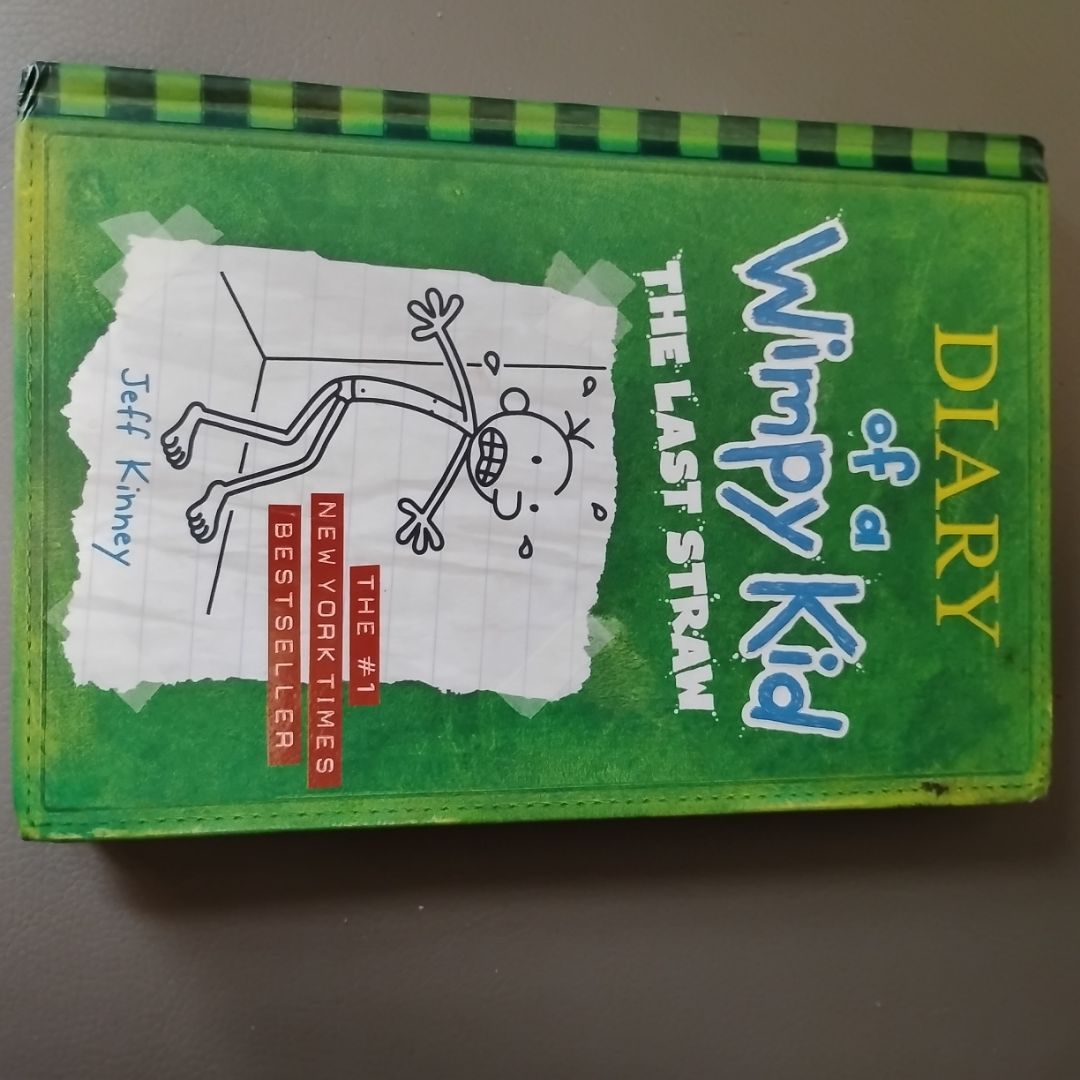 DIARY
of a
Wimpy Kid
THE LAST STRAW
THE #1
NEW YORK TIMES
BESTSELLER
Jeff Kinney